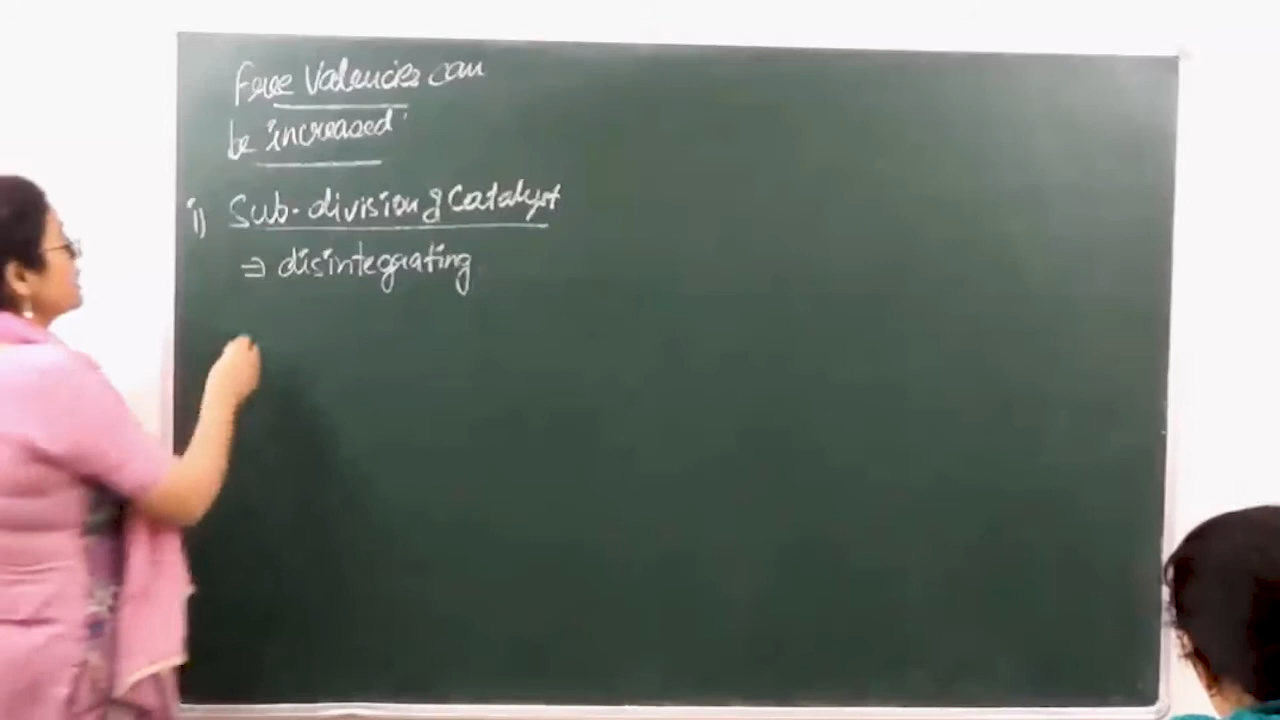 Free Valencies can
be increased
i) Sub-division of Catalyst
⇒ disintegrating